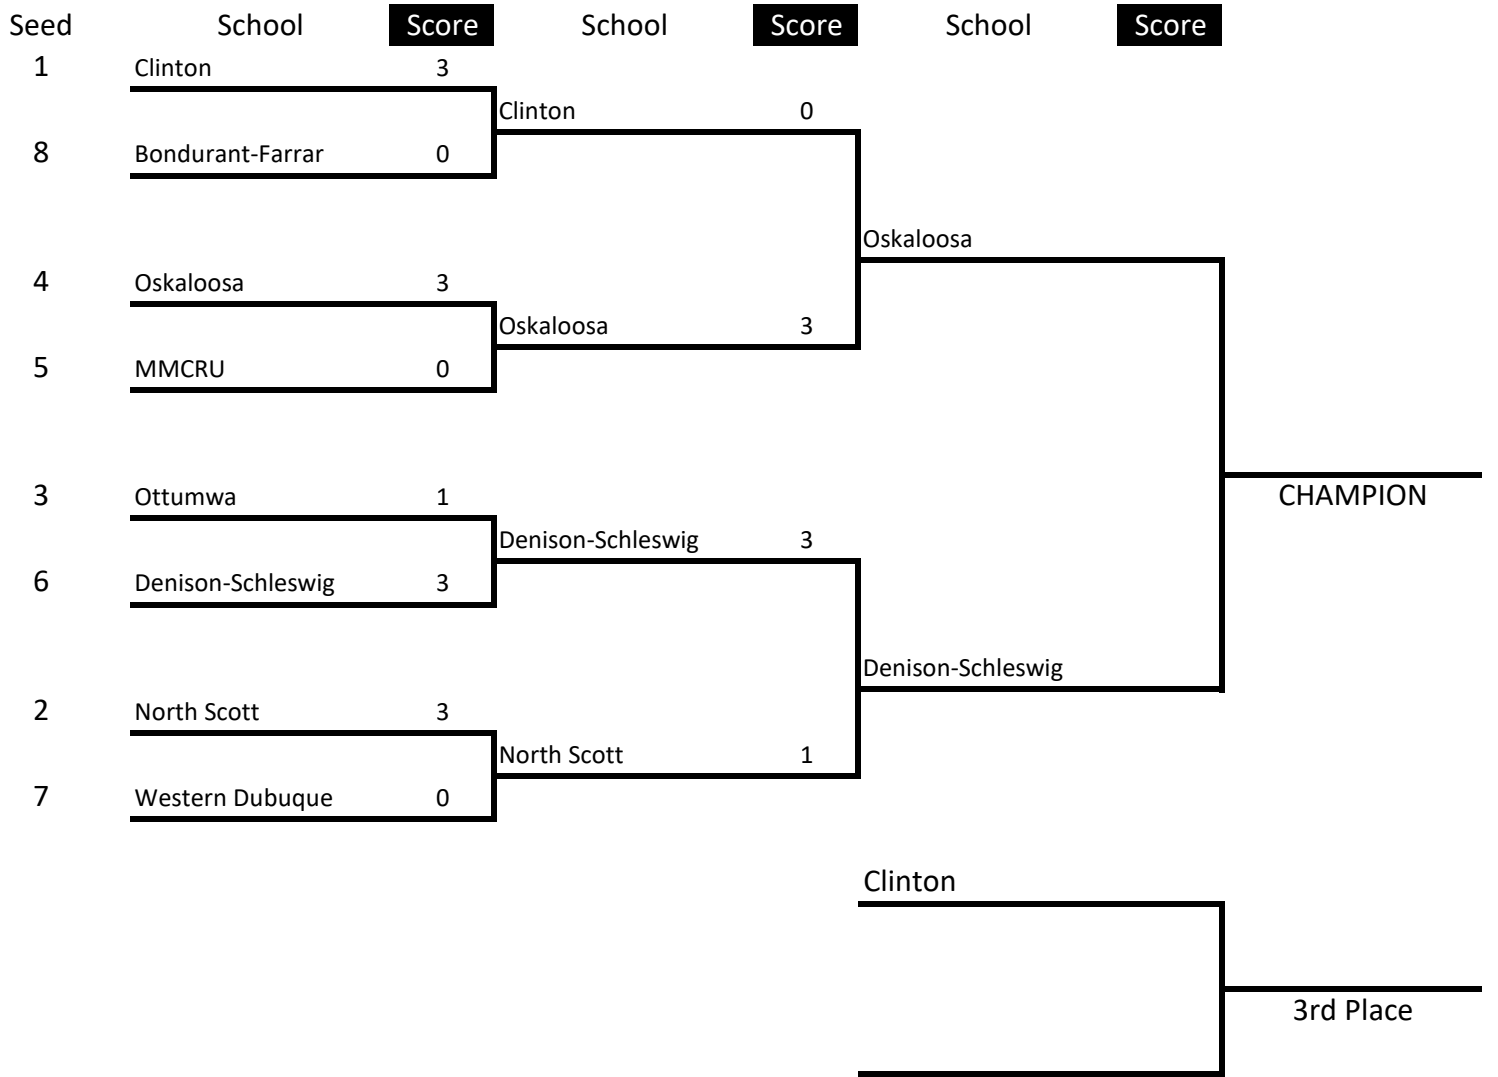 Seed School Score School Score School Score
1 Clinton 3
Clinton 0
8 Bondurant-Farrar 0
Oskaloosa
4 Oskaloosa 3
Oskaloosa 3
5 MMCRU 0
3 Ottumwa 1
CHAMPION
Denison-Schleswig 3
6 Denison-Schleswig 3
Denison-Schleswig
2 North Scott 3
North Scott 1
7 Western Dubuque 0
Clinton
3rd Place